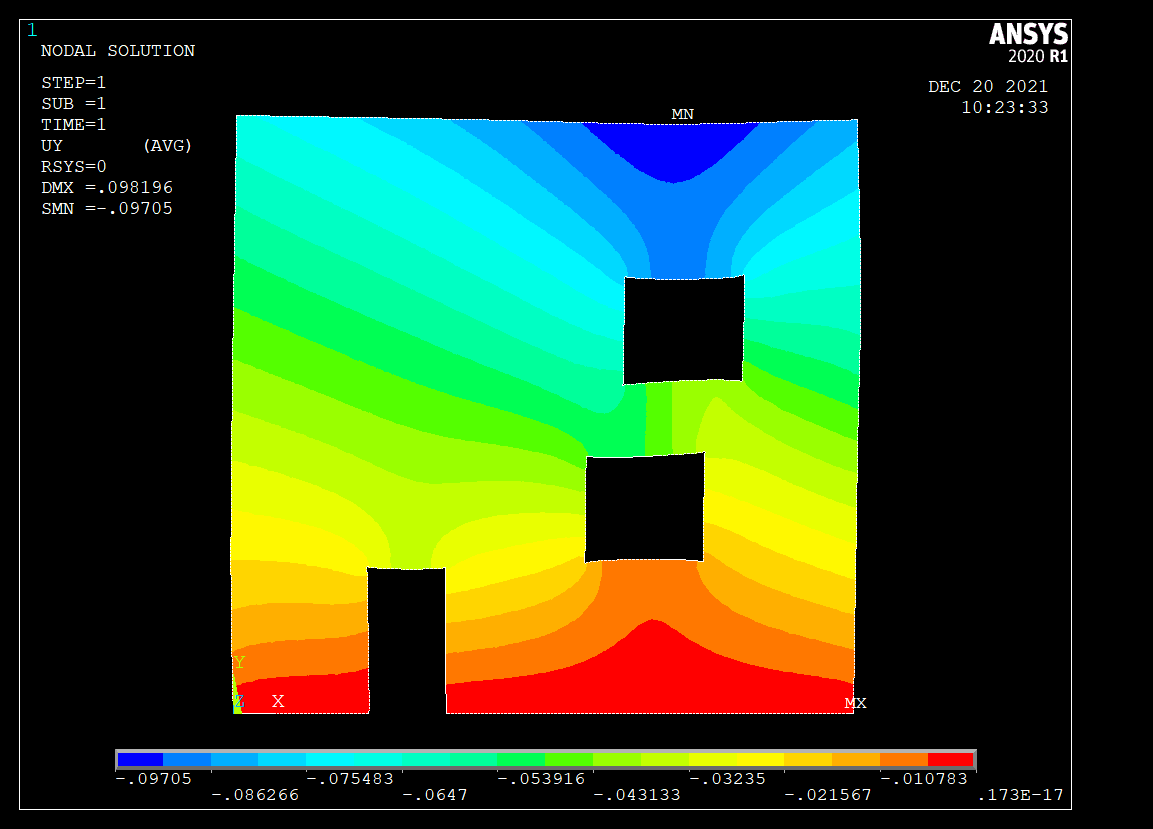 1
NODAL SOLUTION
STEP=1
SUB =1
TIME=1
UY (AVG)
RSYS=0
DMX =.098196
SMN =-.09705
ANSYS
2020 R1
DEC 20 2021
10:23:33
MN
Y
Z X
MX
-.09705 -.075483 -.053916 -.03235 -.010783
-.086266 -.0647 -.043133 -.021567 .173E-17